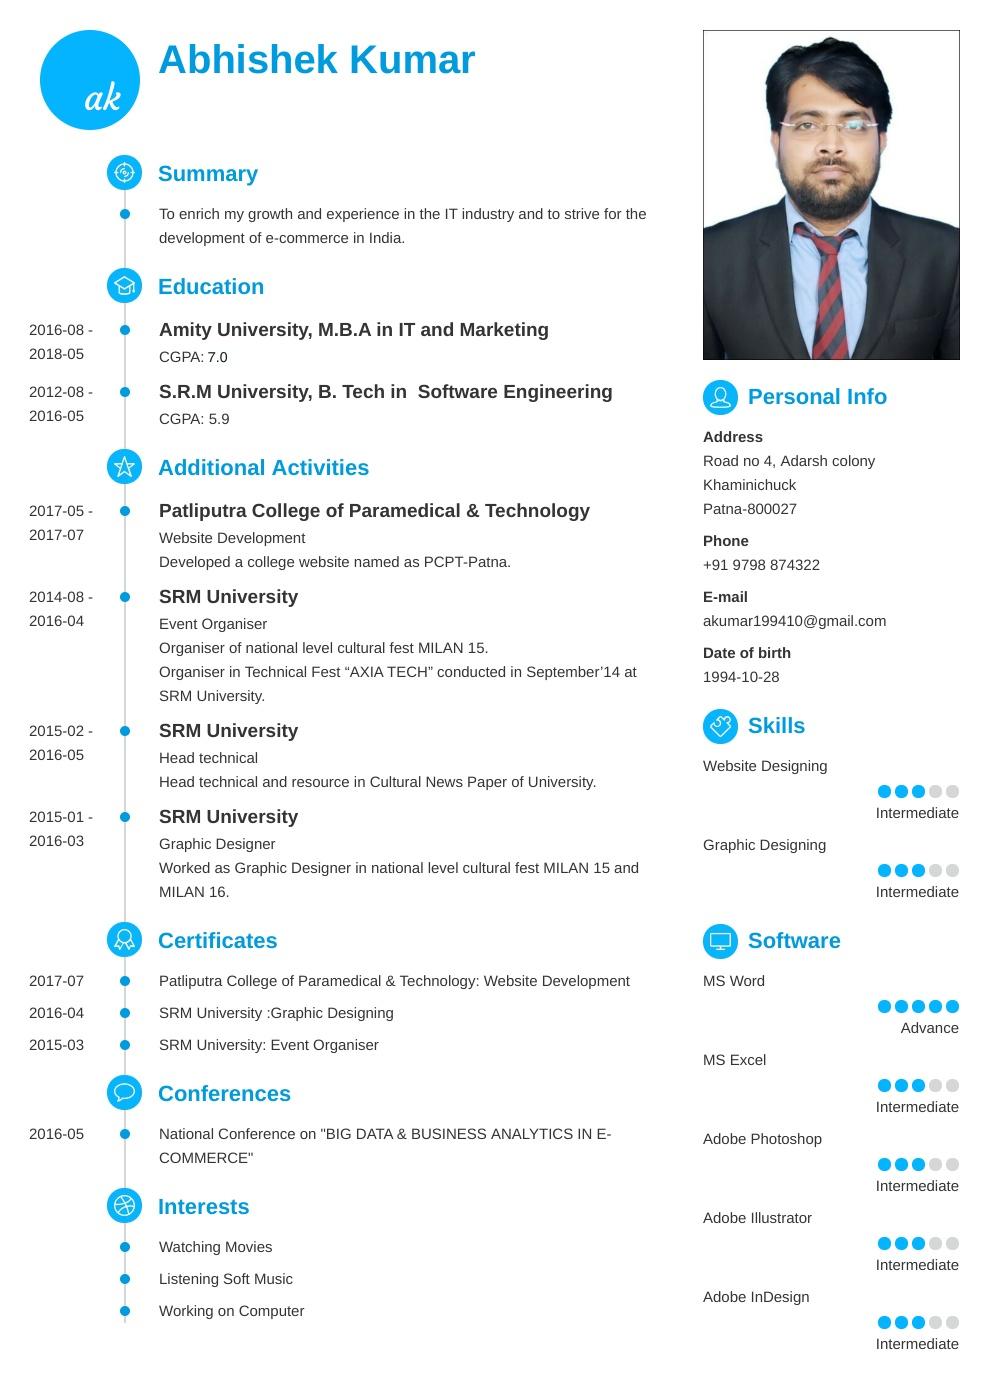 ak
Abhishek Kumar
Summary
To enrich my growth and experience in the IT industry and to strive for the
development of e-commerce in India.
Education
2016-08 -
2018-05
Amity University, M.B.A in IT and Marketing
CGPA: 7.0
2012-08 -
2016-05
S.R.M University, B. Tech in  Software Engineering
CGPA: 5.9
Additional Activities
2017-05 -
2017-07
Patliputra College of Paramedical & Technology
Website Development
Developed a college website named as PCPT-Patna.
2014-08 -
2016-04
SRM University
Event Organiser
Organiser of national level cultural fest MILAN 15.
Organiser in Technical Fest “AXIA TECH” conducted in September’14 at
SRM University.
2015-02 -
2016-05
SRM University
Head technical
Head technical and resource in Cultural News Paper of University.
2015-01 -
2016-03
SRM University
Graphic Designer
Worked as Graphic Designer in national level cultural fest MILAN 15 and
MILAN 16.
Certificates
2017-07
Patliputra College of Paramedical & Technology: Website Development
2016-04
SRM University :Graphic Designing
2015-03
SRM University: Event Organiser
Conferences
2016-05
National Conference on "BIG DATA & BUSINESS ANALYTICS IN E-
COMMERCE"
Interests
Watching Movies
Listening Soft Music
Working on Computer
Personal Info
Address
Road no 4, Adarsh colony
Khaminichuck
Patna-800027
Phone
+91 9798 874322
E-mail
akumar199410@gmail.com
Date of birth
1994-10-28
Skills
Website Designing
Intermediate
Graphic Designing
Intermediate
Software
MS Word
Advance
MS Excel
Intermediate
Adobe Photoshop
Intermediate
Adobe Illustrator
Intermediate
Adobe InDesign
Intermediate